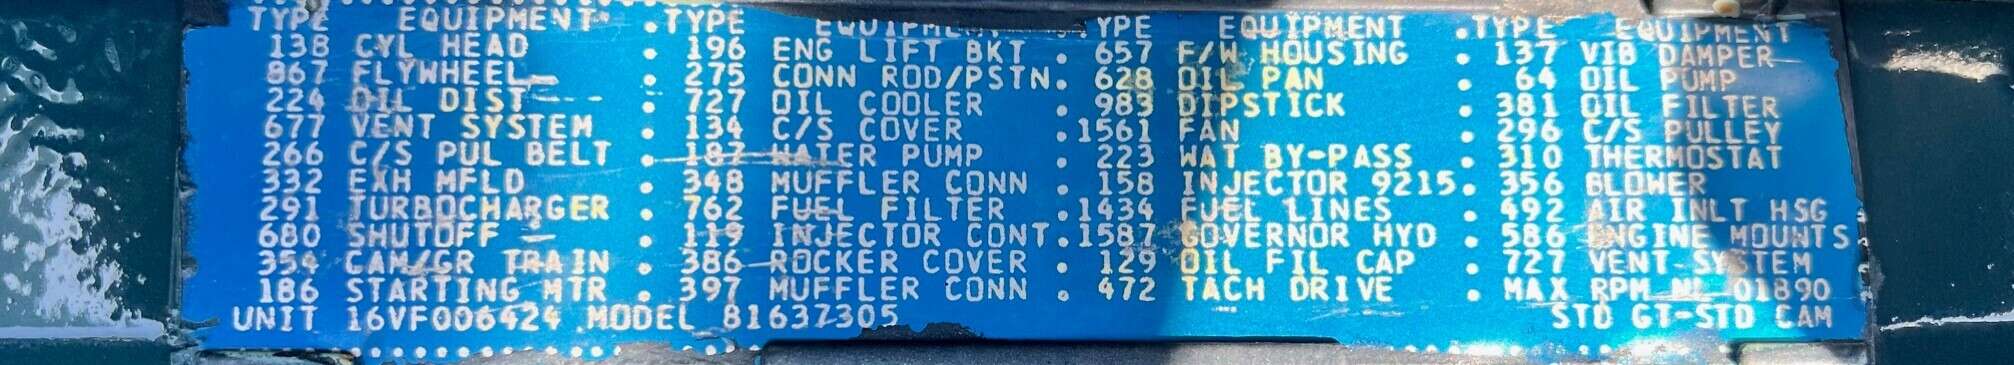 TYPE EQUIPMENT . TYPE EQUIPMENT . TYPE EQUIPMENT . TYPE EQUIPMENT
138 CYL HEAD . 196 ENG LIFT BKT . 657 F/W HOUSING . 137 VIB DAMPER
867 FLYWHEEL . 275 CONN ROD/PSTN. 628 OIL PAN . 64 OIL PUMP
224 OIL DIST . 727 OIL COOLER . 983 DIPSTICK . 381 OIL FILTER
677 VENT SYSTEM . 134 C/S COVER .1561 FAN . 296 C/S PULLEY
266 C/S PUL BELT . 187 WATER PUMP . 223 WAT BY-PASS . 310 THERMOSTAT
332 EXH MFLD . 348 MUFFLER CONN . 158 INJECTOR 9215. 356 BLOWER
291 TURBOCHARGER . 762 FUEL FILTER .1434 FUEL LINES . 492 AIR INLT HSG
680 SHUTOFF . 119 INJECTOR CONT.1587 GOVERNOR HYD . 586 ENGINE MOUNTS
354 CAM/GR TRAIN . 386 ROCKER COVER . 129 OIL FIL CAP . 727 VENT SYSTEM
186 STARTING MTR . 397 MUFFLER CONN . 472 TACH DRIVE . MAX RPM NL 01890
UNIT 16VF006424 MODEL 81637305 STD GT-STD CAM